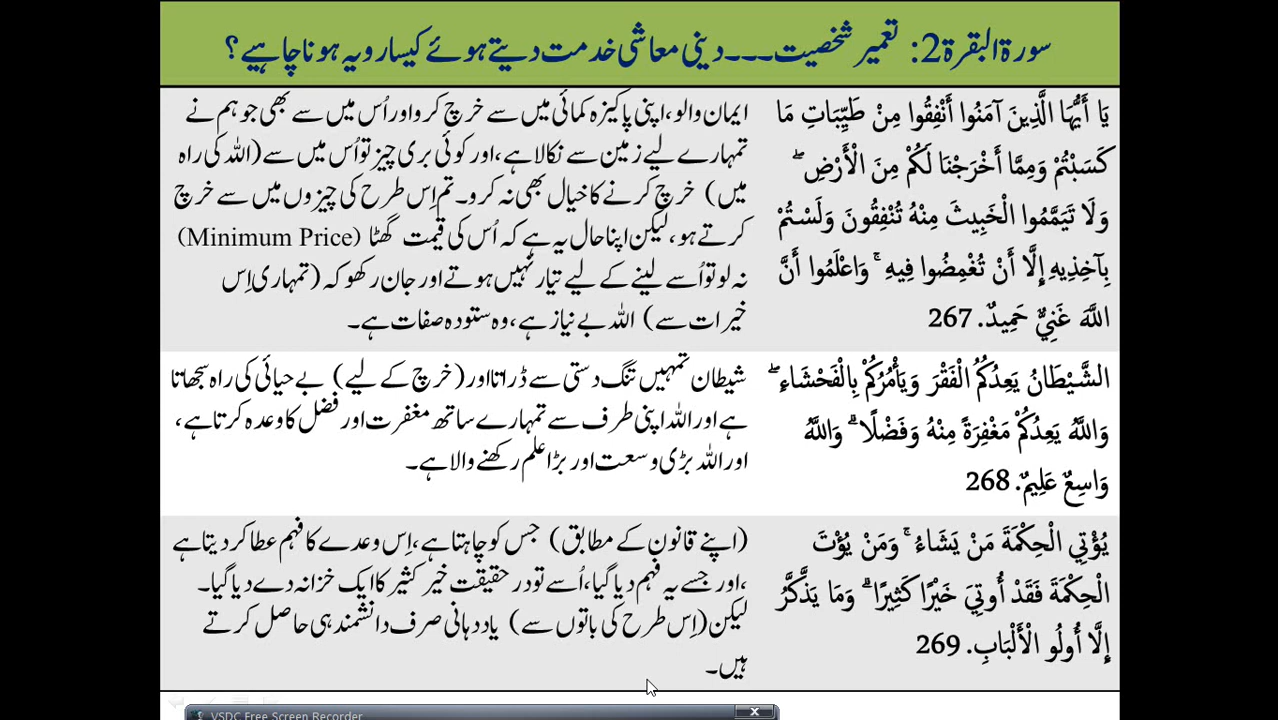 سورۃ البقرۃ 2: تعمیر شخصیت۔۔۔دینی معاشی خدمت دیتے ہوئے کیسا رویہ ہونا چاہیے؟
يَا أَيُّهَا الَّذِينَ آمَنُوا أَنْفِقُوا مِنْ طَيِّبَاتِ مَا
كَسَبْتُمْ وَمِمَّا أَخْرَجْنَا لَكُمْ مِنَ الْأَرْضِ ۖ
وَلَا تَيَمَّمُوا الْخَبِيثَ مِنْهُ تُنْفِقُونَ وَلَسْتُمْ
بِآخِذِيهِ إِلَّا أَنْ تُغْمِضُوا فِيهِ ۚ وَاعْلَمُوا أَنَّ
اللَّهَ غَنِيٌّ حَمِيدٌ. 267
ایمان والو، اپنی پاکیزہ کمائی میں سے خرچ کرو اور اُس میں سے بھی جو ہم نے
تمہارے لیے زمین سے نکالا ہے، اور کوئی بری چیز تو اُس میں سے (اللہ کی راہ
میں) خرچ کرنے کا خیال بھی نہ کرو۔ تم اِس طرح کی چیزوں میں سے خرچ
کرتے ہو، لیکن اپنا حال یہ ہے کہ اُس کی قیمت گھٹا (Minimum Price)
نہ لو تو اُسے لینے کے لیے تیار نہیں ہوتے اور جان رکھو کہ (تمہاری اِس
خیرات سے) اللہ بے نیاز ہے، وہ ستودہ صفات ہے۔
الشَّيْطَانُ يَعِدُكُمُ الْفَقْرَ وَيَأْمُرُكُمْ بِالْفَحْشَاءِ ۖ
وَاللَّهُ يَعِدُكُمْ مَغْفِرَةً مِنْهُ وَفَضْلًا ۗ وَاللَّهُ
وَاسِعٌ عَلِيمٌ. 268
شیطان تمہیں تنگ دستی سے ڈراتا اور (خرچ کے لیے) بے حیائی کی راہ سجھاتا
ہے اور اللہ اپنی طرف سے تمہارے ساتھ مغفرت اور فضل کا وعدہ کرتا ہے،
اور اللہ بڑی وسعت اور بڑا علم رکھنے والا ہے۔
يُؤْتِي الْحِكْمَةَ مَنْ يَشَاءُ ۚ وَمَنْ يُؤْتَ
الْحِكْمَةَ فَقَدْ أُوتِيَ خَيْرًا كَثِيرًا ۗ وَمَا يَذَّكَّرُ
إِلَّا أُولُو الْأَلْبَابِ. 269
(اپنے قانون کے مطابق) جس کو چاہتا ہے، اِس وعدے کا فہم عطا کر دیتا ہے
، اور جسے یہ فہم دیا گیا، اُسے تو در حقیقت خیر کثیر کا ایک خزانہ دے دیا گیا۔
لیکن (اِس طرح کی باتوں سے) یاد دہانی صرف دانشمند ہی حاصل کرتے
ہیں۔
VSDC Free Screen Recorder